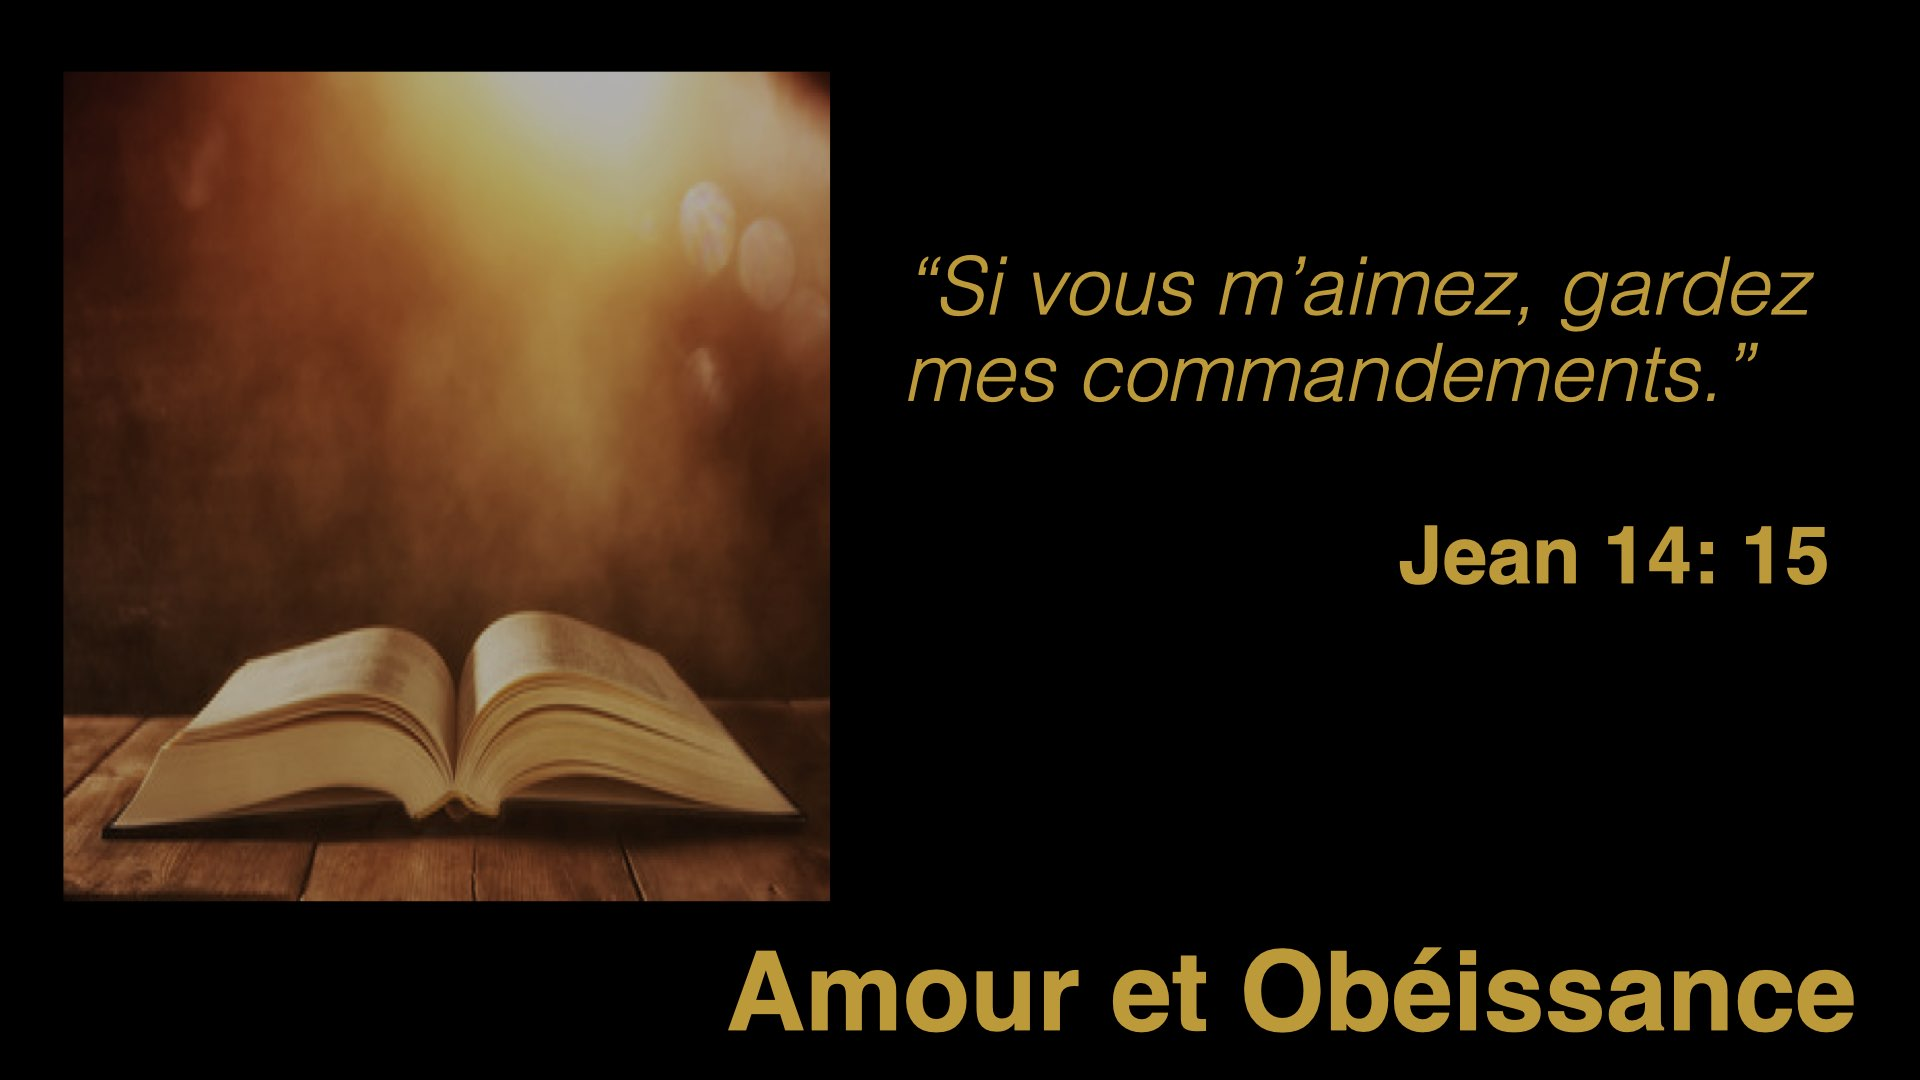 “Si vous m’aimez, gardez
mes commandements.”
Jean 14: 15
Amour et Obéissance